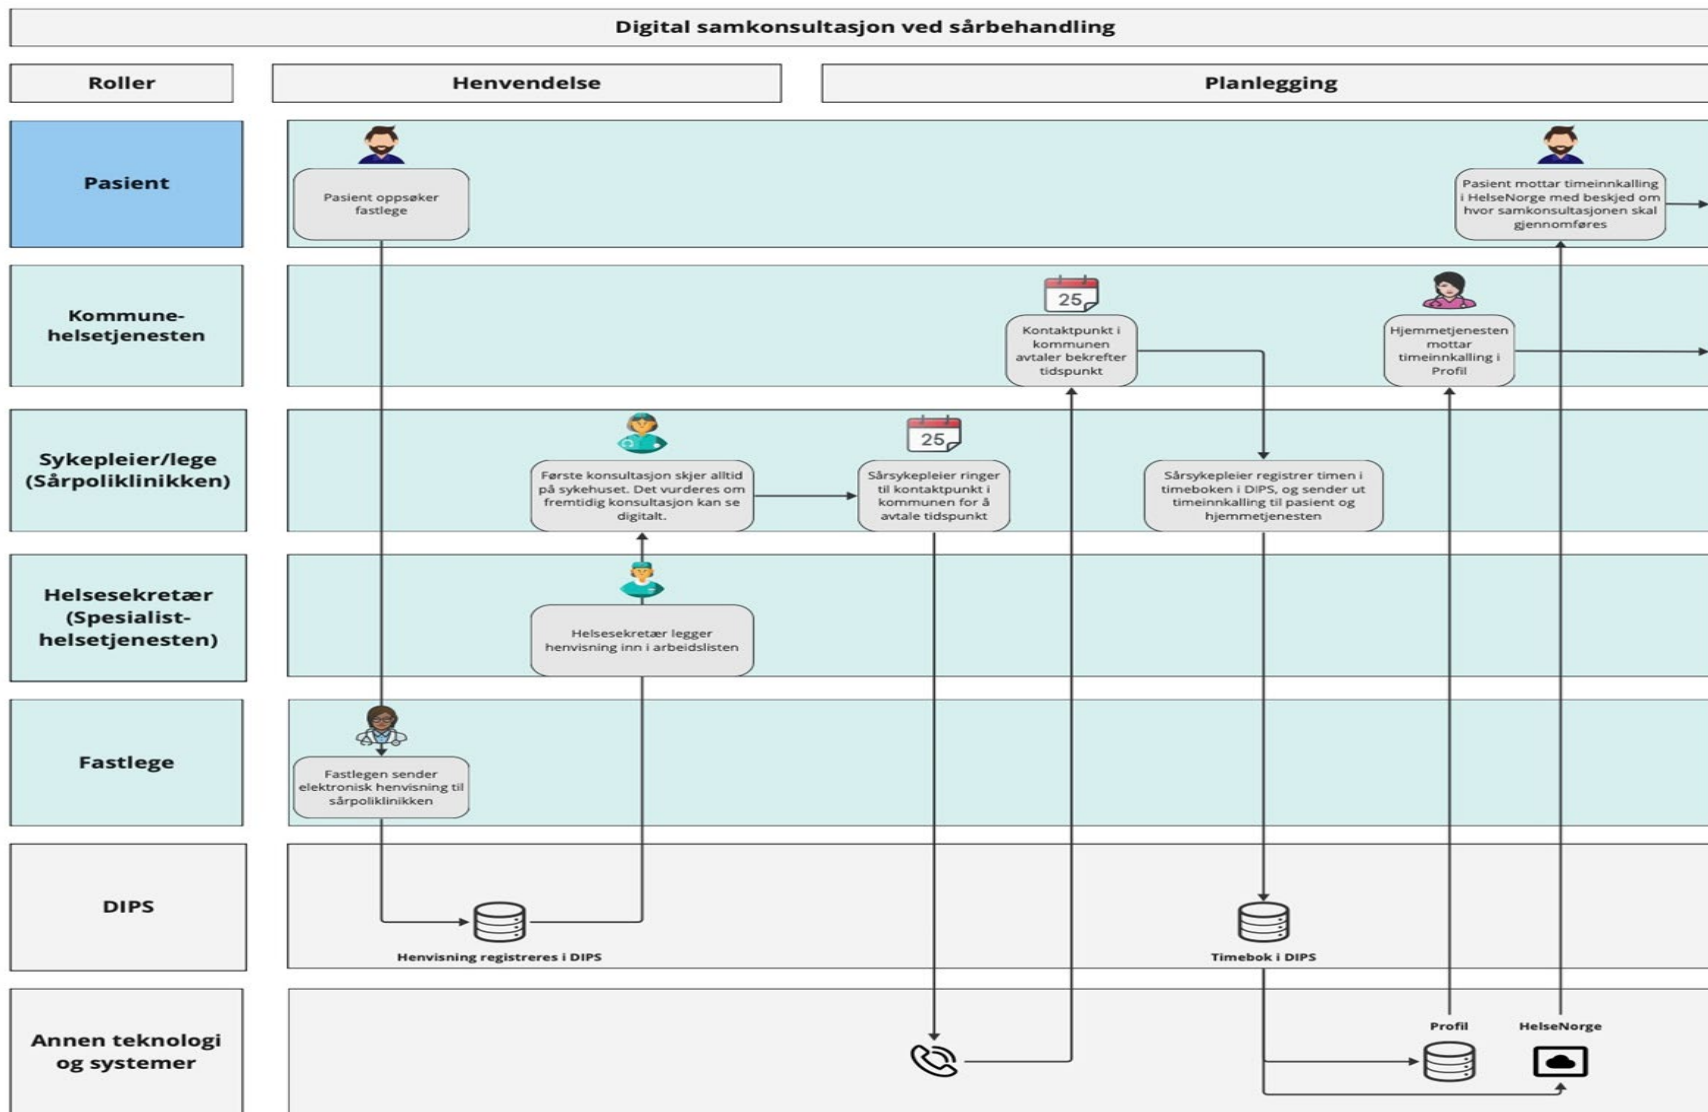 Digital samkonsultasjon ved sårbehandling
Roller
Henvendelse
Planlegging
Pasient
Pasient oppsøker
fastlege
Pasient mottar timeinnkalling
i HelseNorge med beskjed om
hvor samkonsultasjonen skal
gjennomføres
Kommune-
helsetjenesten
25
Kontaktpunkt i
kommunen
avtaler bekrefter
tidspunkt
Hjemmetjenesten
mottar
timeinnkalling i
Profil
Sykepleier/lege
(Sårpoliklinikken)
Første konsultasjon skjer alltid
på sykehuset. Det vurderes om
fremtidig konsultasjon kan se
digitalt.
25
Sårsykepleier ringer
til kontaktpunkt i
kommunen for å
avtale tidspunkt
Sårsykepleier registrer timen i
timeboken i DIPS, og sender ut
timeinnkalling til pasient og
hjemmetjenesten
Helsesekretær
(Spesialist-
helsetjenesten)
Helsesekretær legger
henvisning inn i arbeidslisten
Fastlege
Fastlegen sender
elektronisk henvisning til
sårpoliklinikken
DIPS
Henvisning registreres i DIPS
Timebok i DIPS
Annen teknologi
og systemer
Profil
HelseNorge